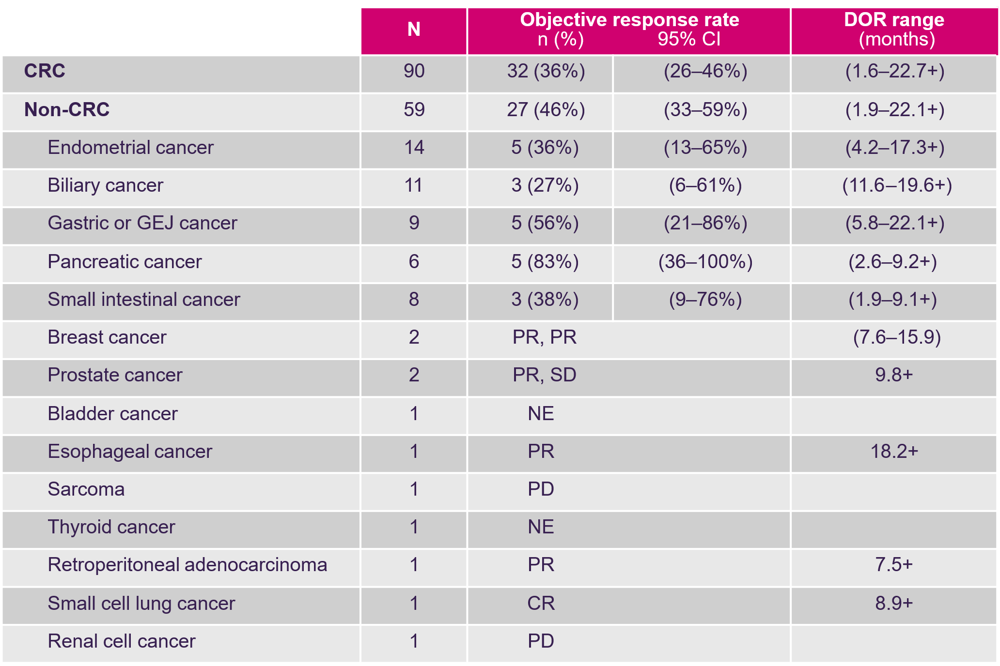 N Objective response rate DOR range
n (%) 95% CI (months)
CRC 90 32 (36%) (26–46%) (1.6–22.7+)
Non-CRC 59 27 (46%) (33–59%) (1.9–22.1+)
Endometrial cancer 14 5 (36%) (13–65%) (4.2–17.3+)
Biliary cancer 11 3 (27%) (6–61%) (11.6–19.6+)
Gastric or GEJ cancer 9 5 (56%) (21–86%) (5.8–22.1+)
Pancreatic cancer 6 5 (83%) (36–100%) (2.6–9.2+)
Small intestinal cancer 8 3 (38%) (9–76%) (1.9–9.1+)
Breast cancer 2 PR, PR (7.6–15.9)
Prostate cancer 2 PR, SD 9.8+
Bladder cancer 1 NE
Esophageal cancer 1 PR 18.2+
Sarcoma 1 PD
Thyroid cancer 1 NE
Retroperitoneal adenocarcinoma 1 PR 7.5+
Small cell lung cancer 1 CR 8.9+
Renal cell cancer 1 PD